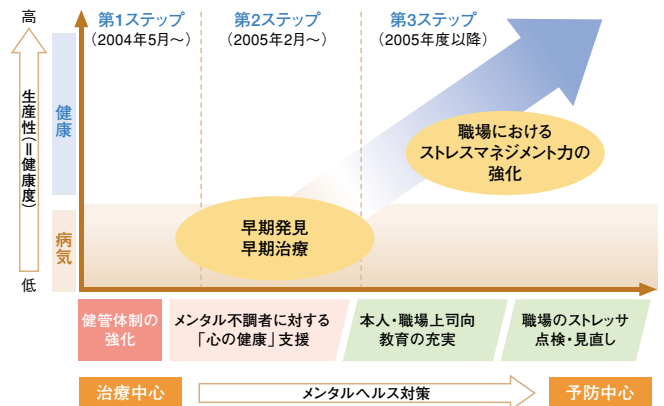 高
第1ステップ
(2004年5月～)
第2ステップ
(2005年2月～)
第3ステップ
(2005年度以降)
生産性(＝健康度)
健康
病気
低
職場における
ストレスマネジメント力の
強化
早期発見
早期治療
健管体制の
強化
メンタル不調者に対する
「心の健康」支援
本人・職場上司向
教育の充実
職場のストレッサ
点検・見直し
治療中心
メンタルヘルス対策
予防中心